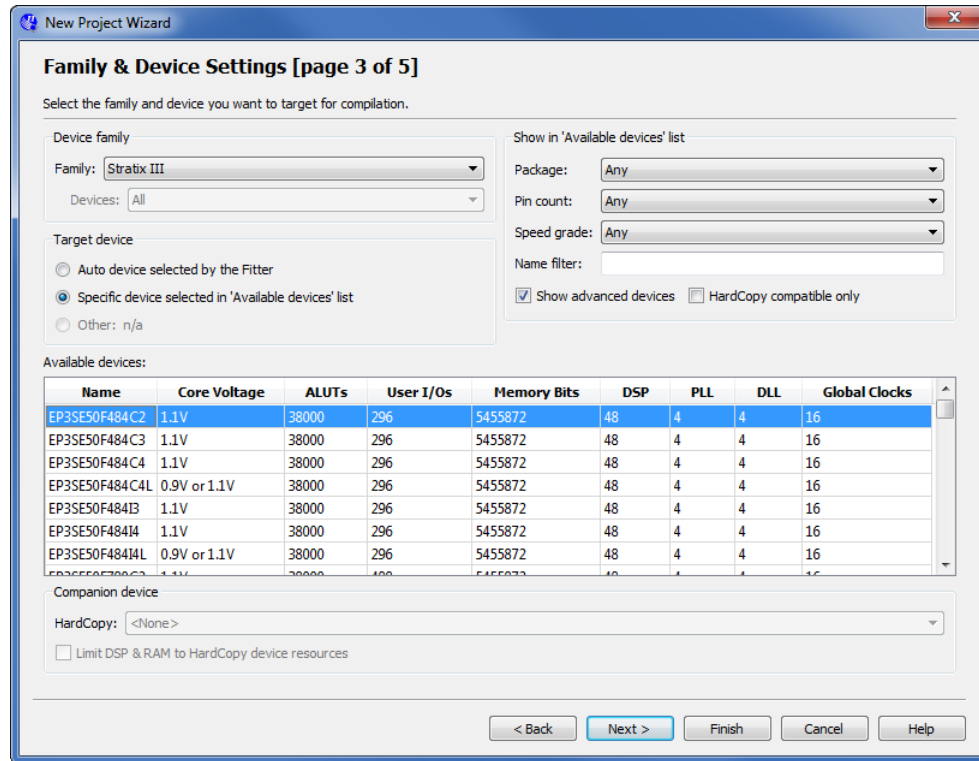 New Project Wizard
Family & Device Settings [page 3 of 5]
Select the family and device you want to target for compilation.
Device family
Family: Stratix III
Devices: All
Show in 'Available devices' list
Package: Any
Pin count: Any
Speed grade: Any
Name filter:
Show advanced devices HardCopy compatible only
Target device
Auto device selected by the Fitter
Specific device selected in 'Available devices' list
Other: n/a
Available devices:
Name Core Voltage ALUTs User I/Os Memory Bits DSP PLL DLL Global Clocks
EP3SE50F484C2 1.1V 38000 296 5455872 48 4 4 16
EP3SE50F484C3 1.1V 38000 296 5455872 48 4 4 16
EP3SE50F484C4 1.1V 38000 296 5455872 48 4 4 16
EP3SE50F484C4L 0.9V or 1.1V 38000 296 5455872 48 4 4 16
EP3SE50F484I3 1.1V 38000 296 5455872 48 4 4 16
EP3SE50F484I4 1.1V 38000 296 5455872 48 4 4 16
EP3SE50F484I4L 0.9V or 1.1V 38000 296 5455872 48 4 4 16
Companion device
HardCopy: <None>
Limit DSP & RAM to HardCopy device resources
< Back Next > Finish Cancel Help